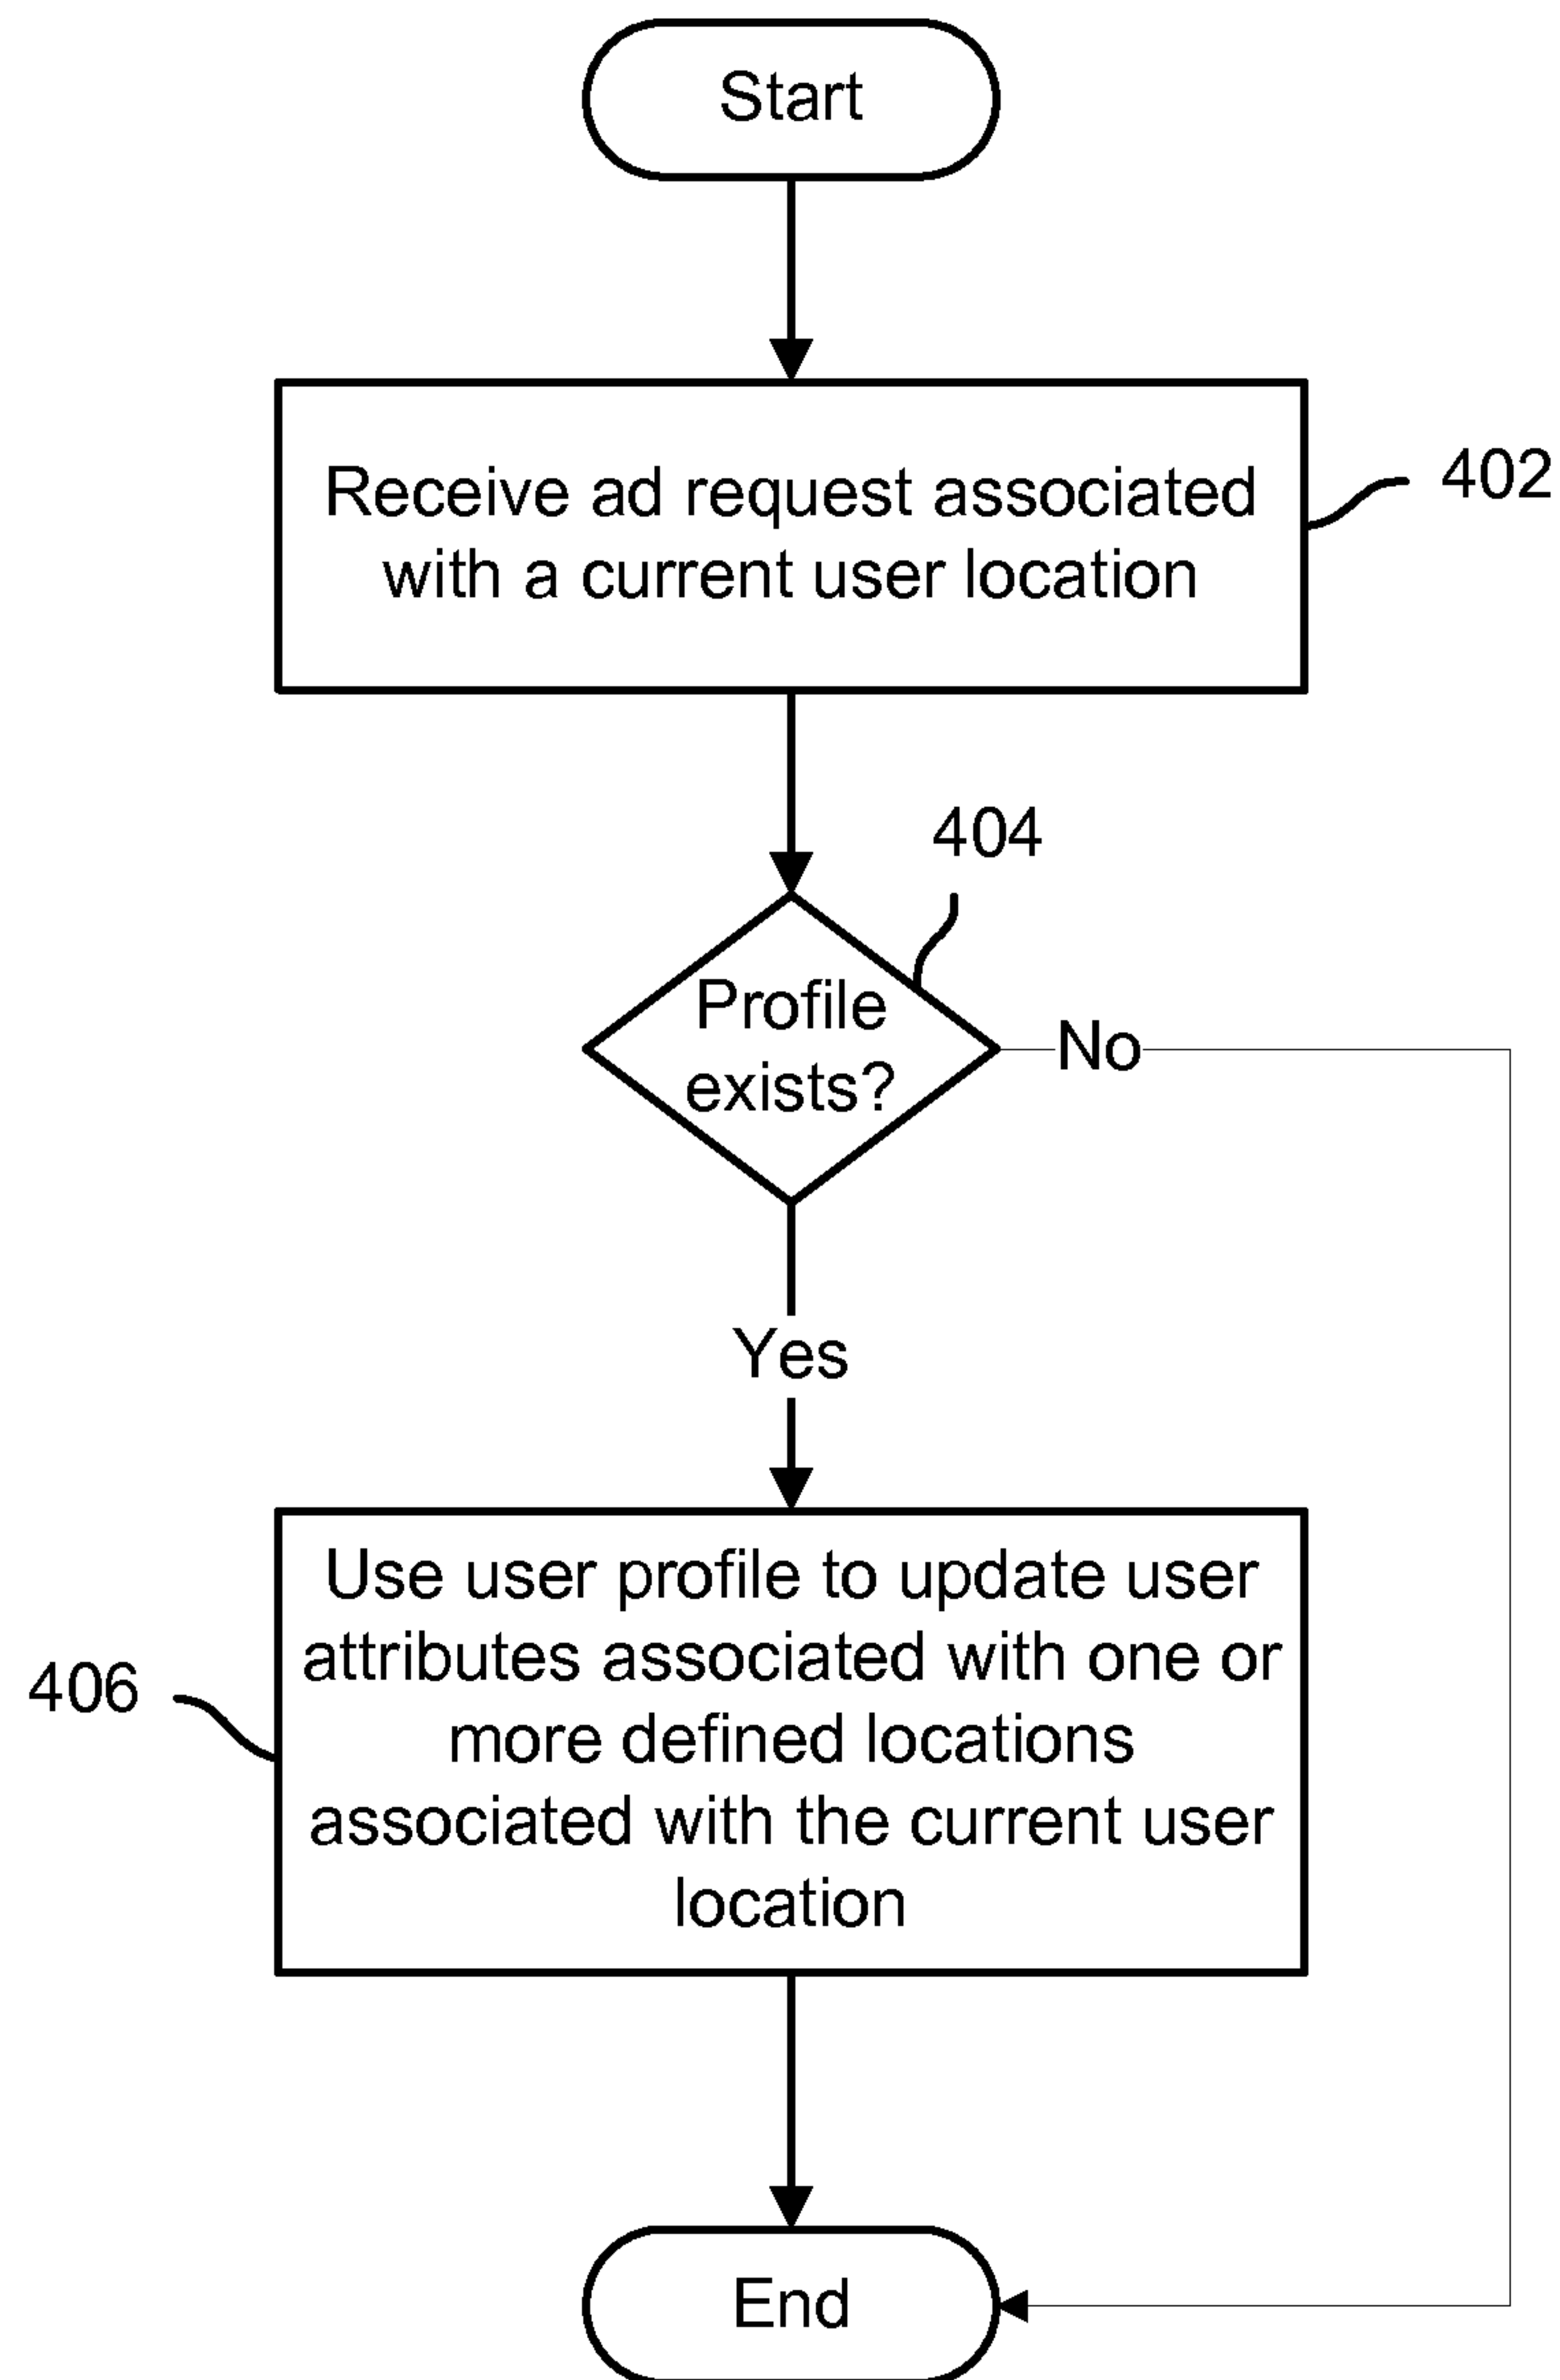 Start
Receive ad request associated
with a current user location
402
404
Profile
exists?
No
Yes
Use user profile to update user
attributes associated with one or
more defined locations
associated with the current user
location
406
End